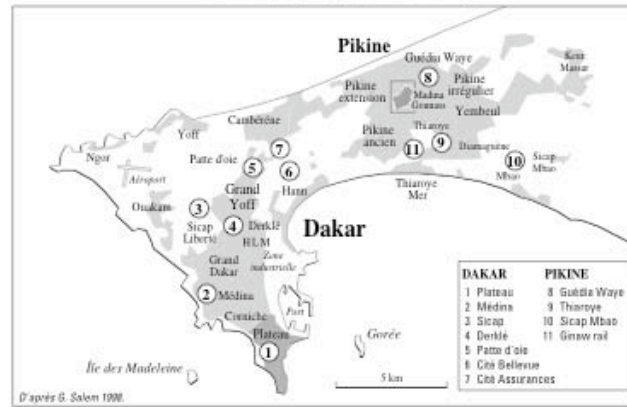 Pikine
Guédia Waye
8
Keur
Massar
Pikine
extension
Madina
Gounass
Pikine
irrégulier
Yembeul
Cambérène
Yoff
Thiaroye
Pikine
ancien
9
11
Diamaguène
Ngor
Aéroport
Patte d'oie
7
5
6
Hann
10
Mbao
Sicap
Mbao
Thiaroye
Mer
Ouakam
3
Grand
Yoff
Sicap
Liberté
4
Derklé
HLM
Dakar
Zone
industrielle
Grand
Dakar
2
Médina
Corniche
Port
Plateau
1
Gorée
Île des Madeleine
5 km
DAKAR
1 Plateau
2 Médina
3 Sicap
4 Derklé
5 Patte d'oie
6 Cité Bellevue
7 Cité Assurances
PIKINE
8 Guédia Waye
9 Thiaroye
10 Sicap Mbao
11 Ginaw rail
D'après G. Salem 1998.